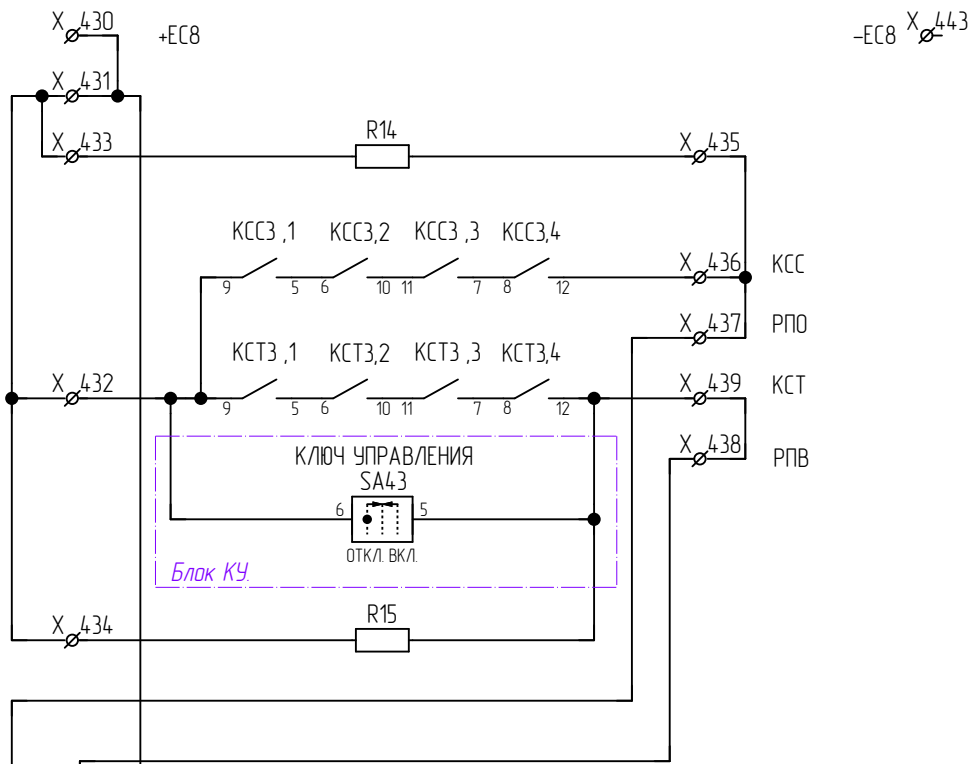 X 430
+EC8
-EC8 X 443
X 431
X 433
R14
X 435
КСС3 ,1 КСС3,2 КСС3 ,3 КСС3,4
9 5 6 10 11 7 8 12
X 436 КСС
X 437 РПО
КСТ3 ,1 КСТ3,2 КСТ3 ,3 КСТ3,4
X 432
9 5 6 10 11 7 8 12
X 439 КСТ
X 438 РПВ
КЛЮЧ УПРАВЛЕНИЯ
SA43
6 5
ОТКЛ. ВКЛ.
Блок КУ.
X 434
R15